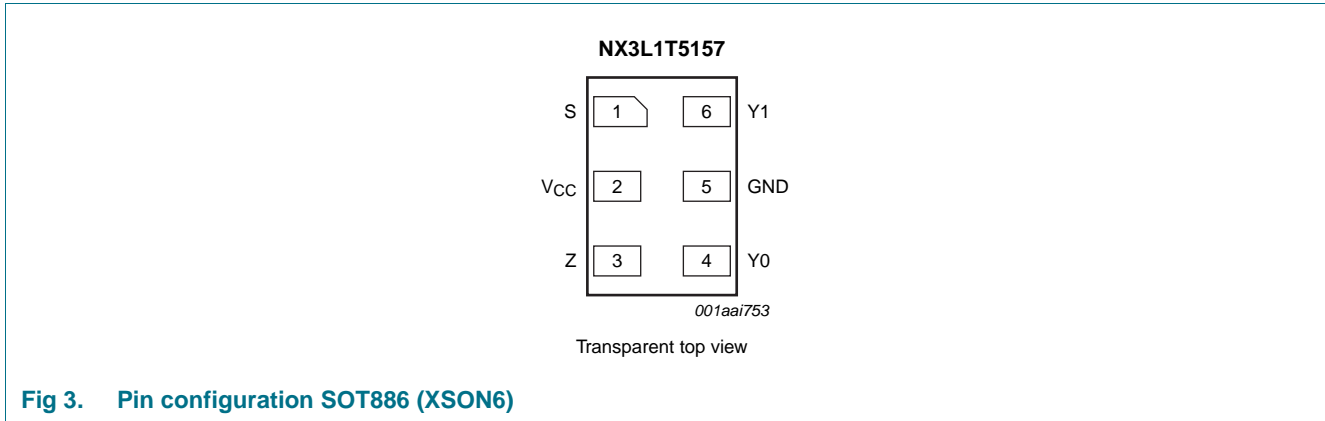 NX3L1T5157
S 1 6 Y1
VCC 2 5 GND
Z 3 4 Y0
001aai753
Transparent top view
Fig 3. Pin configuration SOT886 (XSON6)